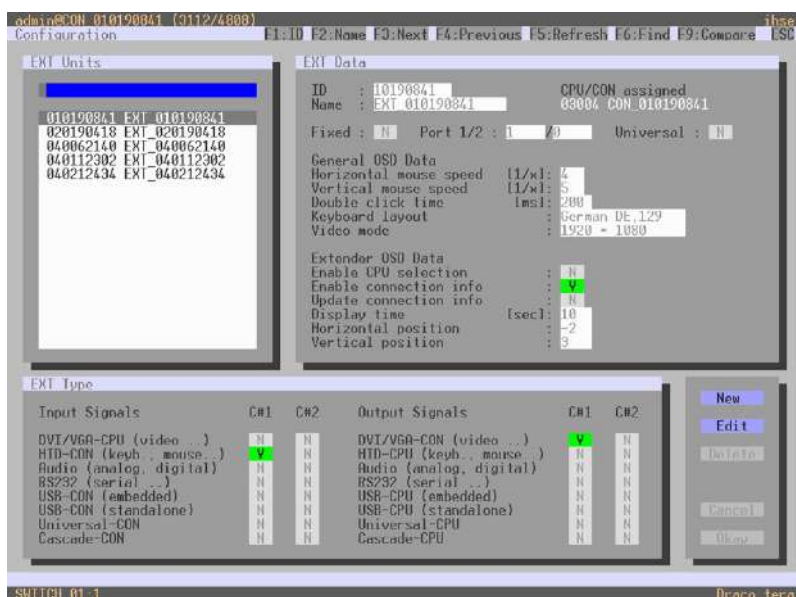 admin@CON_010190841 (3112/4808) ihse
Configuration F1:ID F2:Name F3:Next F4:Previous F5:Refresh F6:Find F9:Compare ESC
EXT Units
010190841 EXT_010190841
020190418 EXT_020190418
040062140 EXT_040062140
040112302 EXT_040112302
040212434 EXT_040212434
EXT Data
ID : 10190841 CPU/CON assigned
Name : EXT_010190841 03004 CON_010190841
Fixed : N Port 1/2 : 1 /0 Universal : N
General OSD Data
Horizontal mouse speed [1/x]: 4
Vertical mouse speed [1/x]: 5
Double click time [ms]: 200
Keyboard layout : German DE,129
Video mode : 1920 * 1080
Extender OSD Data
Enable CPU selection : N
Enable connection info : Y
Update connection info : N
Display time [sec]: 10
Horizontal position : -2
Vertical position : 3
EXT Type
Input Signals C#1 C#2 Output Signals C#1 C#2
DVI/VGA-CPU (video ..) N N DVI/VGA-CON (video ..) Y N
HID-CON (keyb., mouse..) Y N HID-CPU (keyb., mouse..) N N
Audio (analog, digital) N N Audio (analog, digital) N N
RS232 (serial ..) N N RS232 (serial ..) N N
USB-CON (embedded) N N USB-CPU (embedded) N N
USB-CON (standalone) N N USB-CPU (standalone) N N
Universal-CON N N Universal-CPU N N
Cascade-CON N N Cascade-CPU N N
New
Edit
Delete
Cancel
Okay
SWITCH_01:1 Draco tera